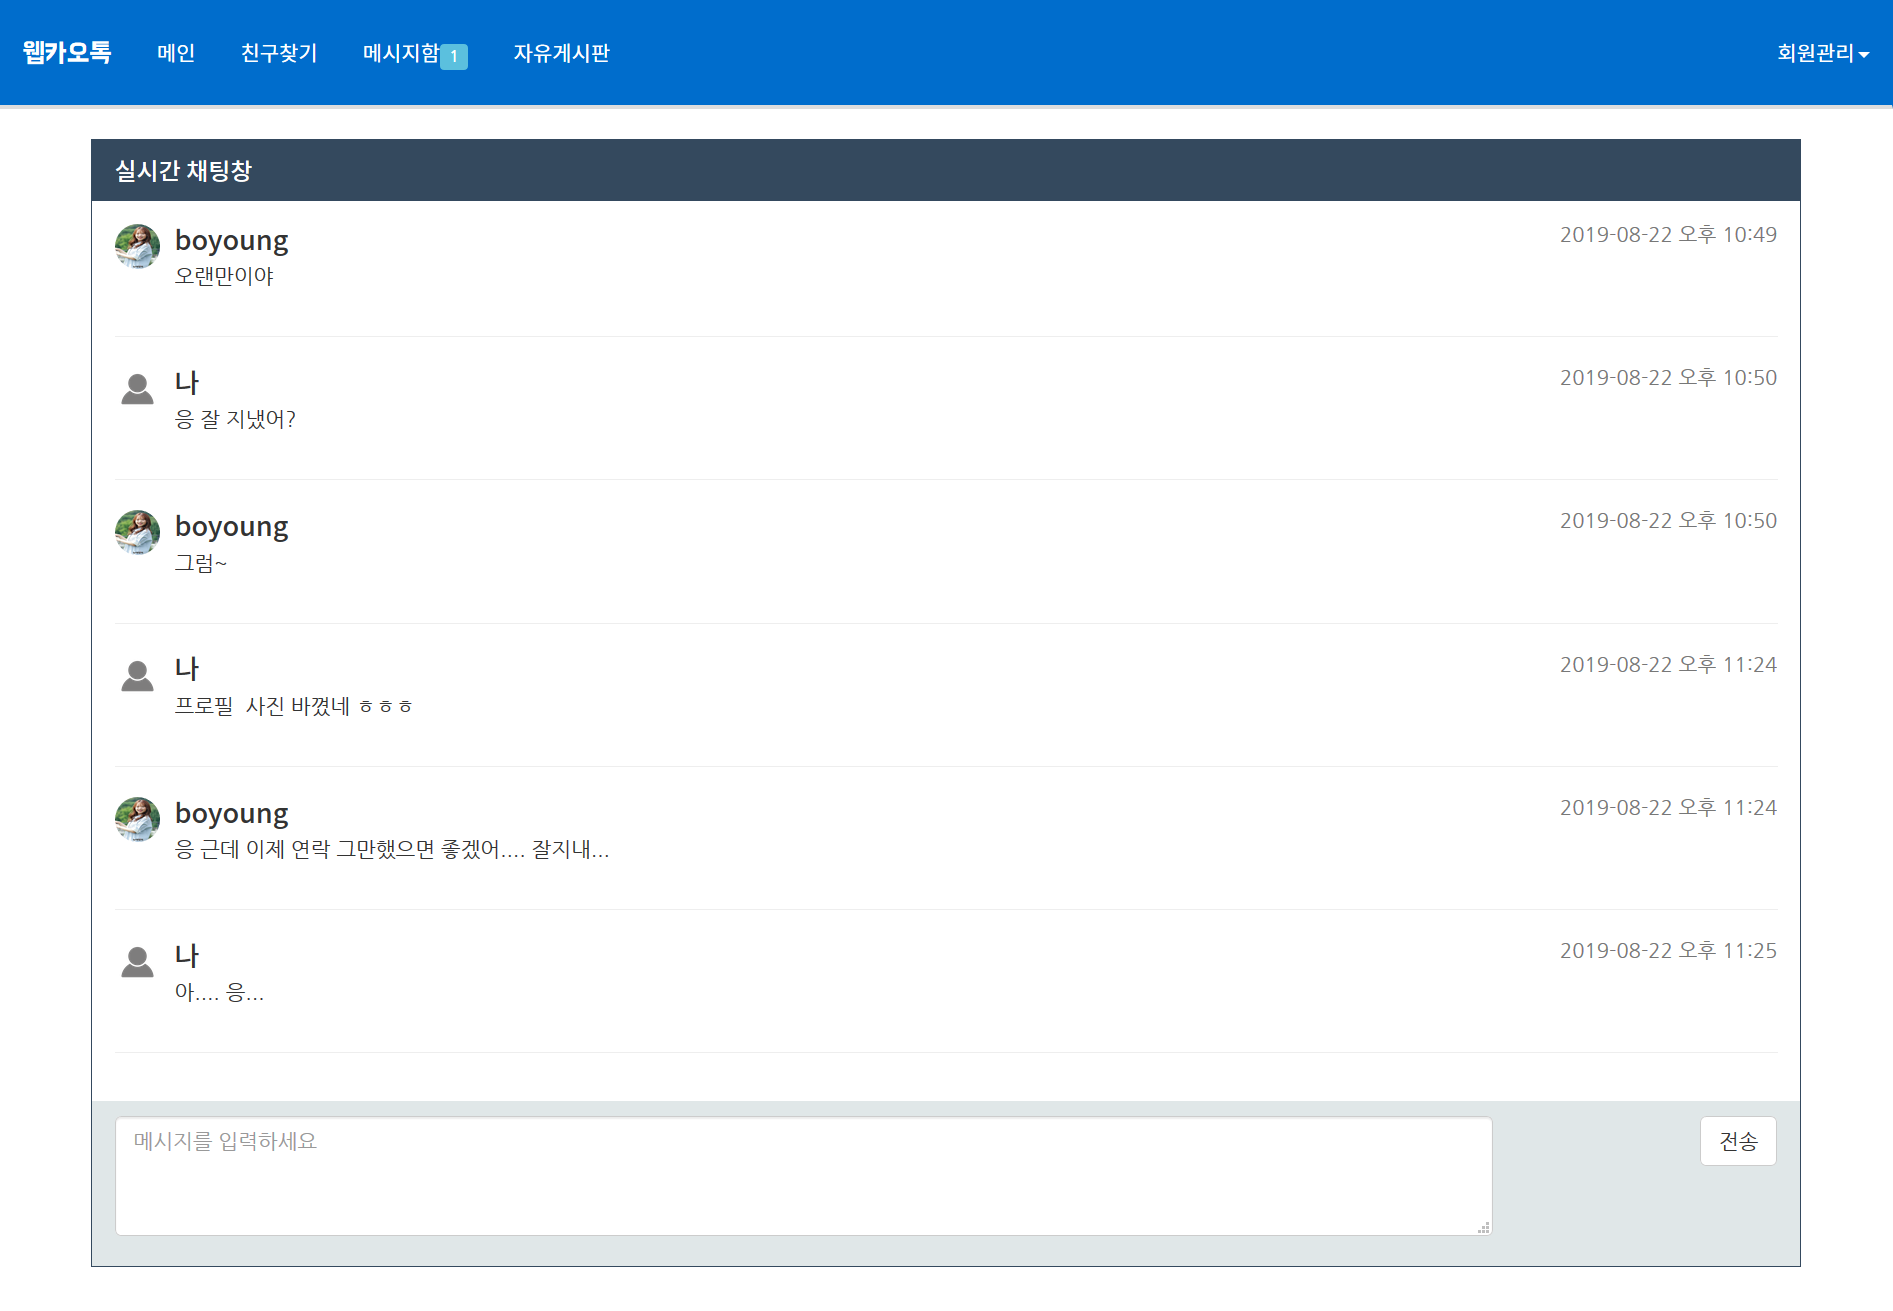 웹카오톡 메인 친구찾기 메시지함 1 자유게시판 회원관리
실시간 채팅창
boyoung 2019-08-22 오후 10:49
오랜만이야
나 2019-08-22 오후 10:50
응 잘 지냈어?
boyoung 2019-08-22 오후 10:50
그럼~
나 2019-08-22 오후 11:24
프로필  사진 바꼈네 ㅎㅎㅎ
boyoung 2019-08-22 오후 11:24
응 근데 이제 연락 그만했으면 좋겠어.... 잘지내...
나 2019-08-22 오후 11:25
아.... 응...
메시지를 입력하세요 전송